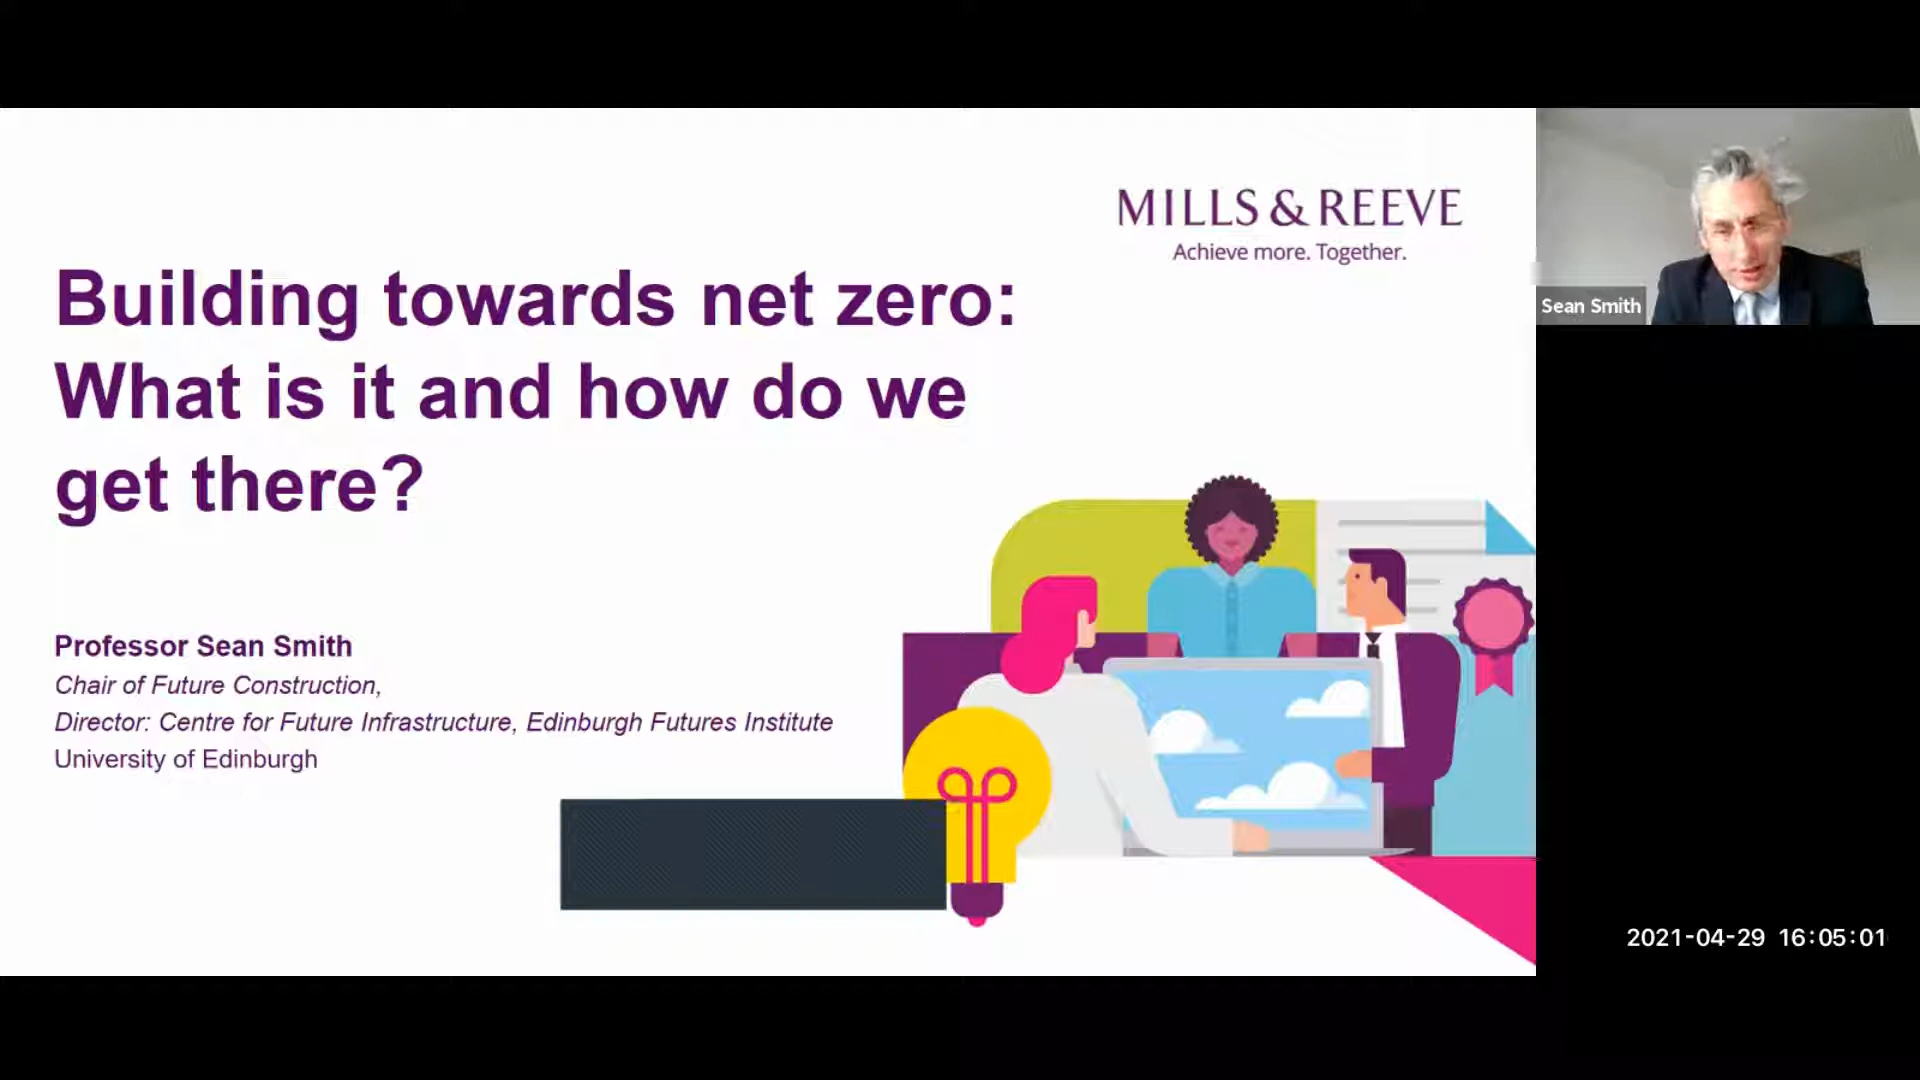 MILLS & REEVE
Achieve more. Together.
Building towards net zero:
What is it and how do we
get there?
Professor Sean Smith
Chair of Future Construction,
Director: Centre for Future Infrastructure, Edinburgh Futures Institute
University of Edinburgh
Sean Smith
2021-04-29 16:05:01